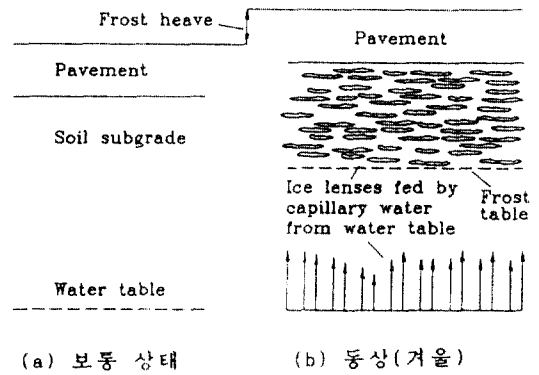 Frost heave
Pavement
Pavement
Soil subgrade
Ice lenses fed by
capillary water
from water table
Frost
table
Water table
(a) 보통 상태
(b) 동상(겨울)